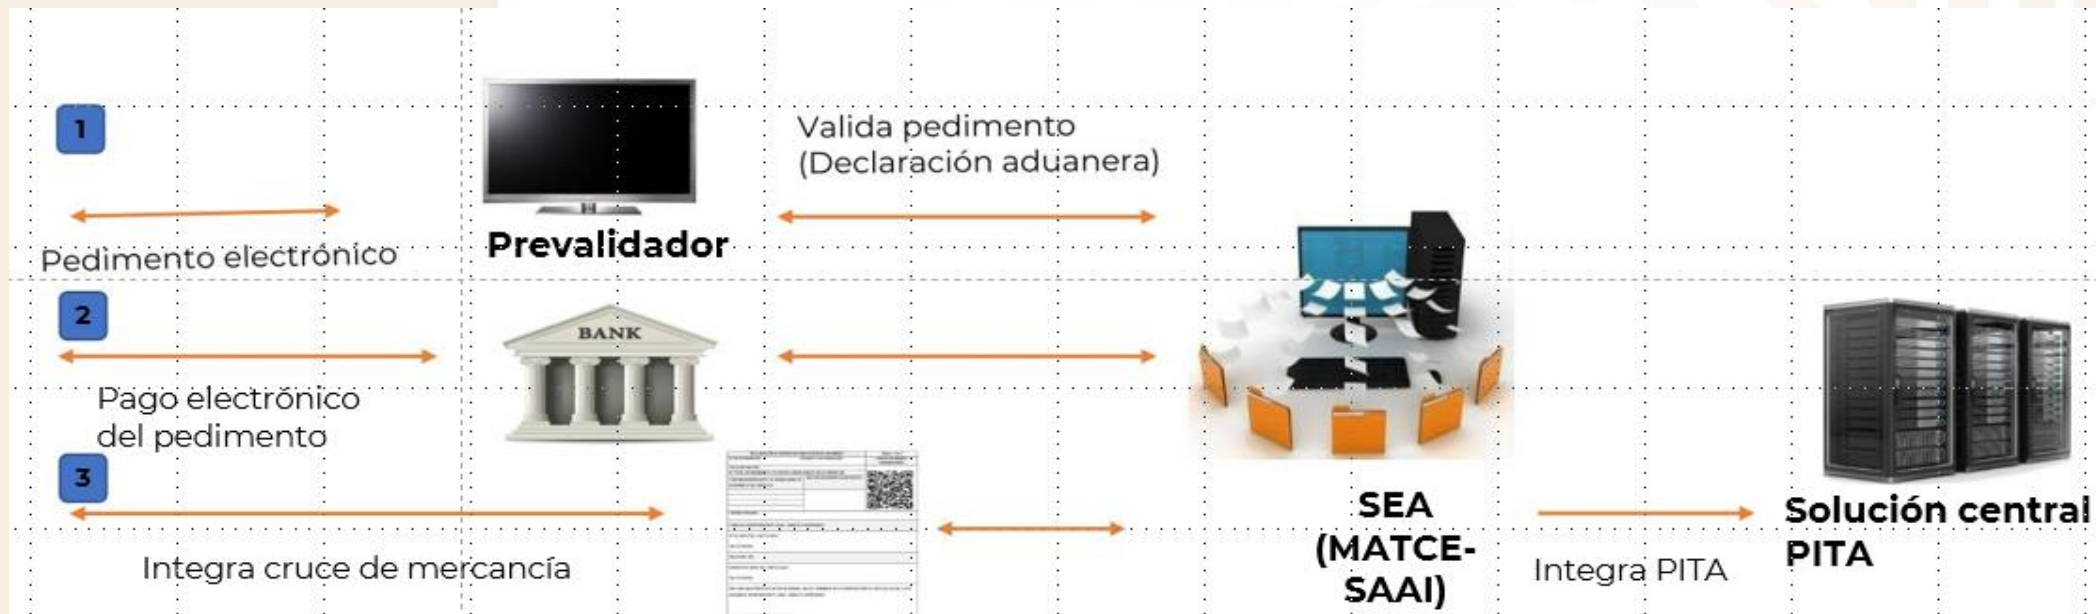 1
Valida pedimento
(Declaración aduanera)
Prevalidador
Pedimento electrónico
2
BANK
Pago electrónico
del pedimento
3
Integra cruce de mercancía
SEA
(MATCE-
SAAI)
Integra PITA
Solución central
PITA